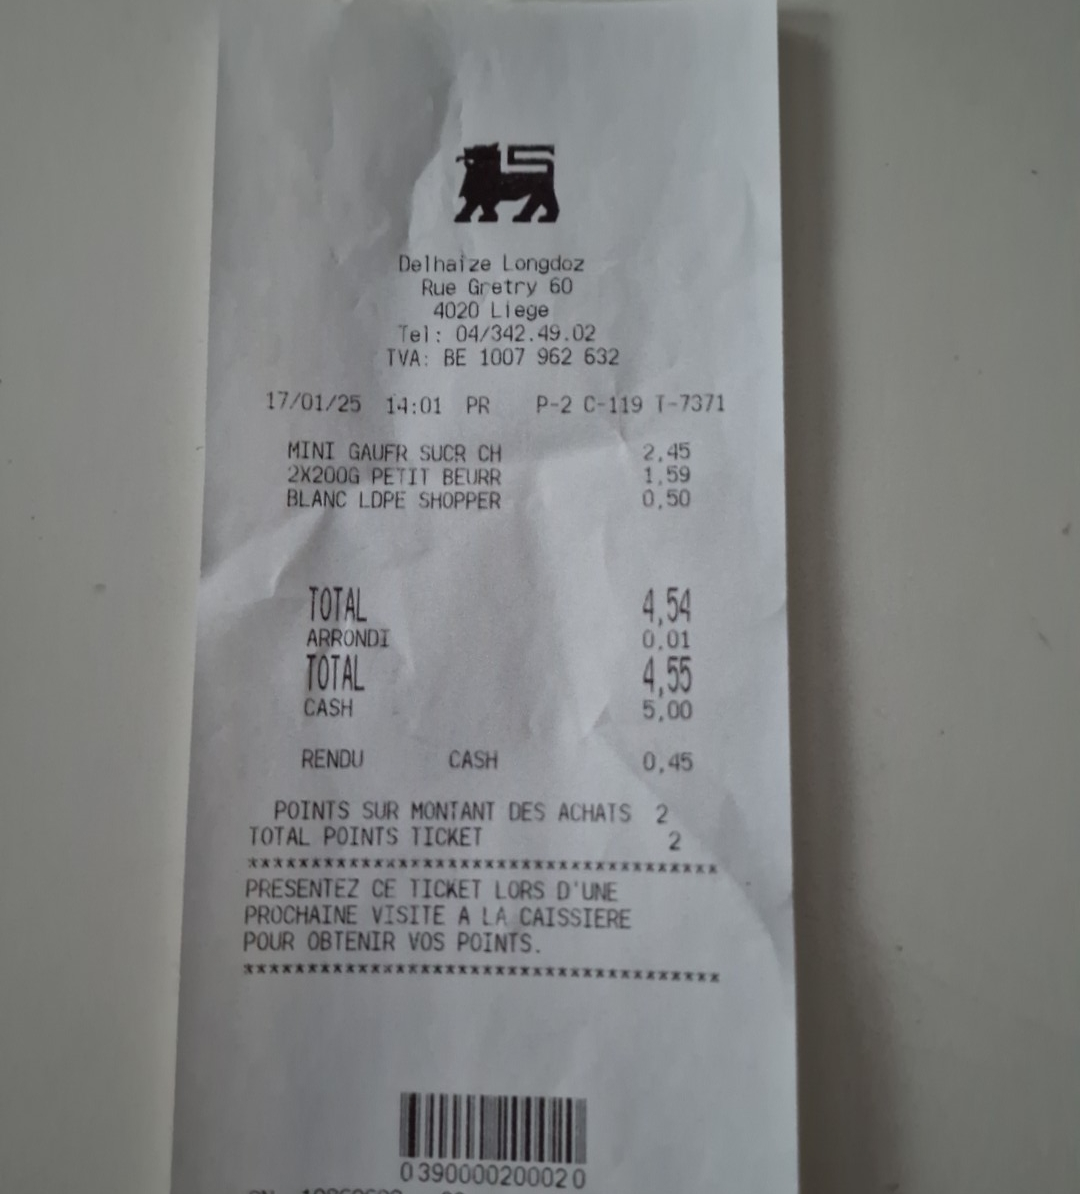 Delhaize Longdoz
Rue Gretry 60
4020 Liege
Tel: 04/342.49.02
TVA: BE 1007 962 632
17/01/25 14:01 PR P-2 C-119 T-7371
MINI GAUFR SUCR CH 2,45
2X200G PETIT BEURR 1,59
BLANC LDPE SHOPPER 0,50
TOTAL 4,54
ARRONDI 0,01
TOTAL 4,55
CASH 5,00
RENDU CASH 0,45
POINTS SUR MONTANT DES ACHATS 2
TOTAL POINTS TICKET 2
***************************************
PRESENTEZ CE TICKET LORS D'UNE
PROCHAINE VISITE A LA CAISSIERE
POUR OBTENIR VOS POINTS.
***************************************
0390000200020